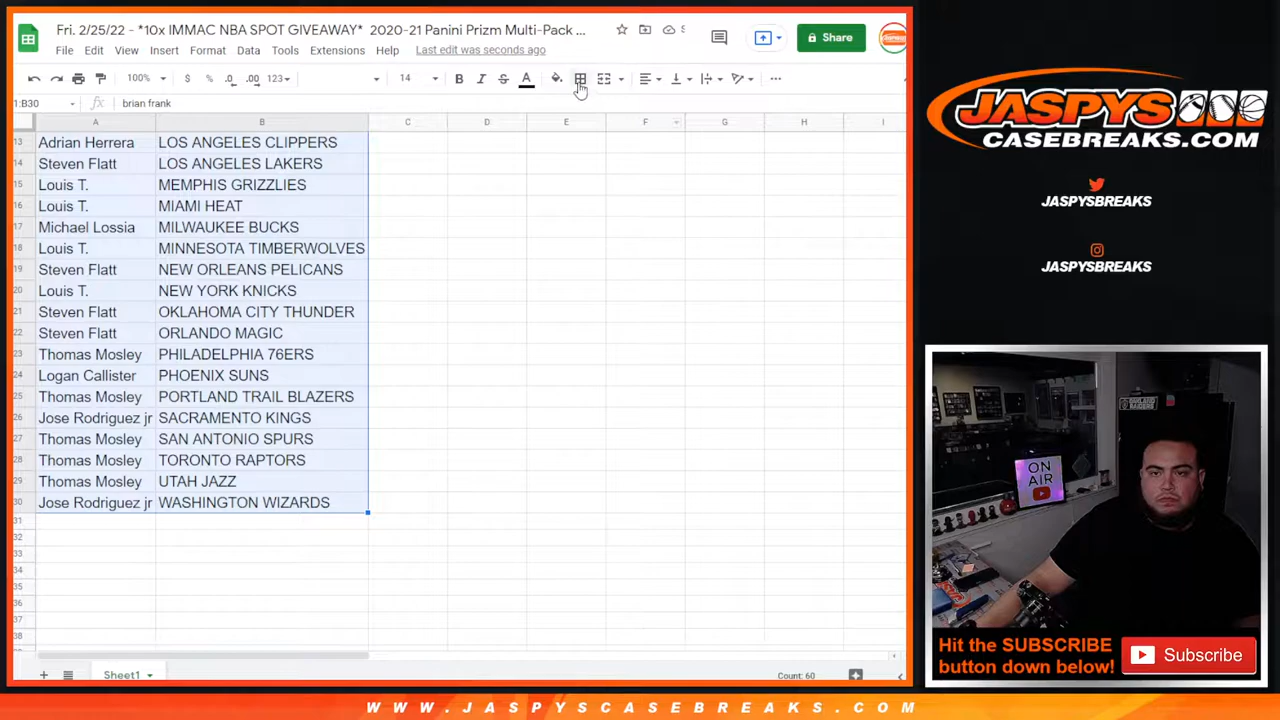 Fri. 2/25/22 - *10x IMMAC NBA SPOT GIVEAWAY* 2020-21 Panini Prizm Multi-Pack ...
File Edit View Insert Format Data Tools Extensions Help Last edit was seconds ago
Share
100% $ % .0 .00 123 14 B I S A
1:B30 fx brian frank
A B C D E F G H I
13 Adrian Herrera LOS ANGELES CLIPPERS
14 Steven Flatt LOS ANGELES LAKERS
15 Louis T. MEMPHIS GRIZZLIES
16 Louis T. MIAMI HEAT
17 Michael Lossia MILWAUKEE BUCKS
18 Louis T. MINNESOTA TIMBERWOLVES
19 Steven Flatt NEW ORLEANS PELICANS
20 Louis T. NEW YORK KNICKS
21 Steven Flatt OKLAHOMA CITY THUNDER
22 Steven Flatt ORLANDO MAGIC
23 Thomas Mosley PHILADELPHIA 76ERS
24 Logan Callister PHOENIX SUNS
25 Thomas Mosley PORTLAND TRAIL BLAZERS
26 Jose Rodriguez jr SACRAMENTO KINGS
27 Thomas Mosley SAN ANTONIO SPURS
28 Thomas Mosley TORONTO RAPTORS
29 Thomas Mosley UTAH JAZZ
30 Jose Rodriguez jr WASHINGTON WIZARDS
31
32
33
34
35
36
37
38
Sheet1
Count: 60
JASPYS
CASEBREAKS.COM
JASPYSBREAKS
JASPYSBREAKS
OAKLAND
RAIDERS
ON
AIR
Hit the SUBSCRIBE
button down below!
Subscribe
WWW.JASPYSCASEBREAKS.COM